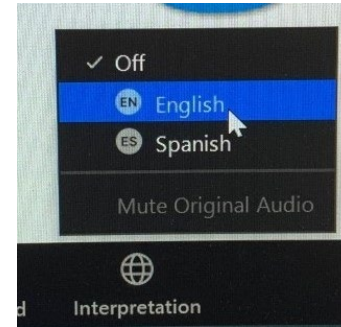 Off
EN English
ES Spanish
Mute Original Audio
Interpretation